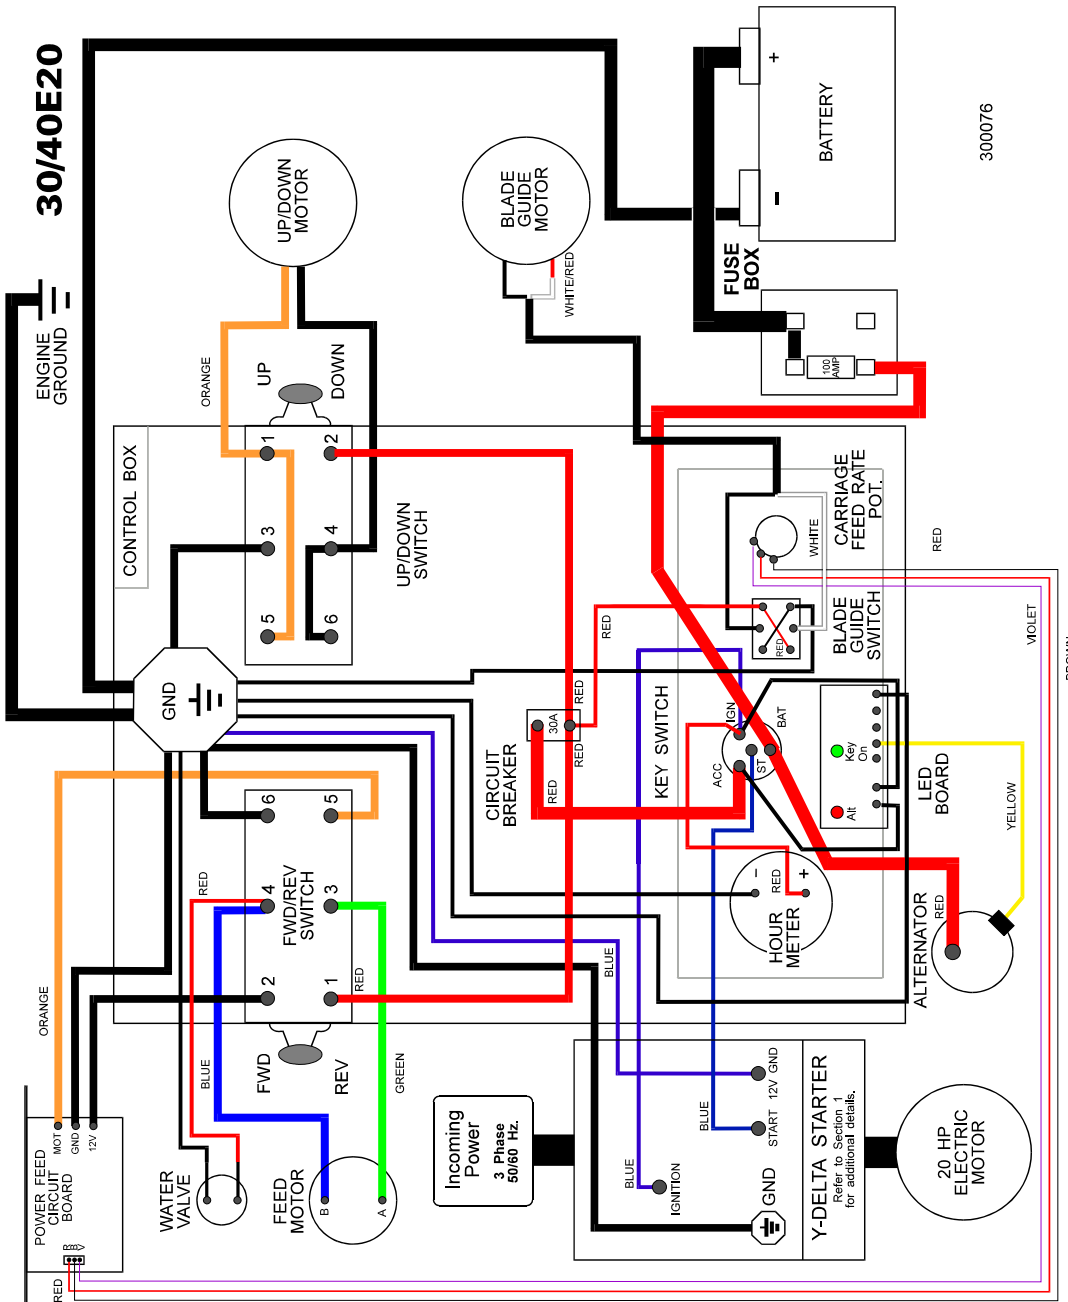 30/40E20
ENGINE
GROUND
UP/DOWN
MOTOR
BLADE
GUIDE
MOTOR
BATTERY
+
-
300076
WHITE/RED
FUSE
BOX
100
AMP
ORANGE
UP
DOWN
CONTROL BOX
1
2
3
4
5
6
UP/DOWN
SWITCH
CARRIAGE
FEED RATE
POT.
WHITE
RED
VIOLET
BROWN
BLADE
GUIDE
SWITCH
RED
RED
GND
RED
30A
RED
RED
CIRCUIT
BREAKER
KEY SWITCH
IGN
BAT
ACC
ST
Key
On
Alt
LED
BOARD
YELLOW
6
5
4
3
2
1
FWD/REV
SWITCH
RED
RED
-
+
RED
HOUR
METER
RED
ALTERNATOR
ORANGE
BLUE
FWD
REV
GREEN
BLUE
BLUE
BLUE
MOT
GND
12V
POWER FEED
CIRCUIT
BOARD
R
B
V
RED
WATER
VALVE
FEED
MOTOR
B
A
Incoming
Power
3 Phase
50/60 Hz.
IGNITION
START
12V GND
GND
Y-DELTA STARTER
Refer to Section 1
for additional details.
20 HP
ELECTRIC
MOTOR